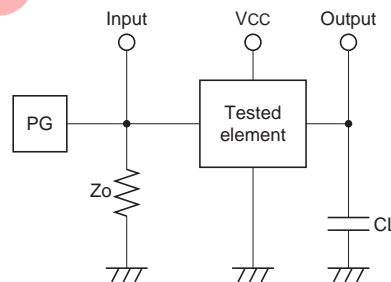 Input
VCC
Output
PG
Tested
element
Zo
CL